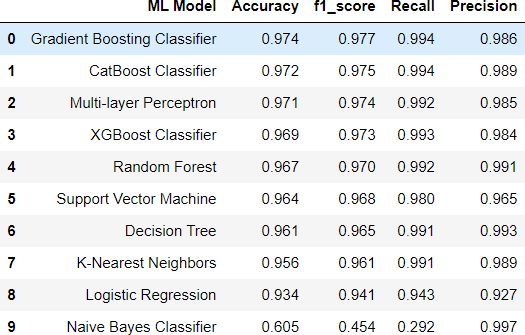 ML Model Accuracy f1_score Recall Precision
0 Gradient Boosting Classifier 0.974 0.977 0.994 0.986
1 CatBoost Classifier 0.972 0.975 0.994 0.989
2 Multi-layer Perceptron 0.971 0.974 0.992 0.985
3 XGBoost Classifier 0.969 0.973 0.993 0.984
4 Random Forest 0.967 0.970 0.992 0.991
5 Support Vector Machine 0.964 0.968 0.980 0.965
6 Decision Tree 0.961 0.965 0.991 0.993
7 K-Nearest Neighbors 0.956 0.961 0.991 0.989
8 Logistic Regression 0.934 0.941 0.943 0.927
9 Naive Bayes Classifier 0.605 0.454 0.292 0.997